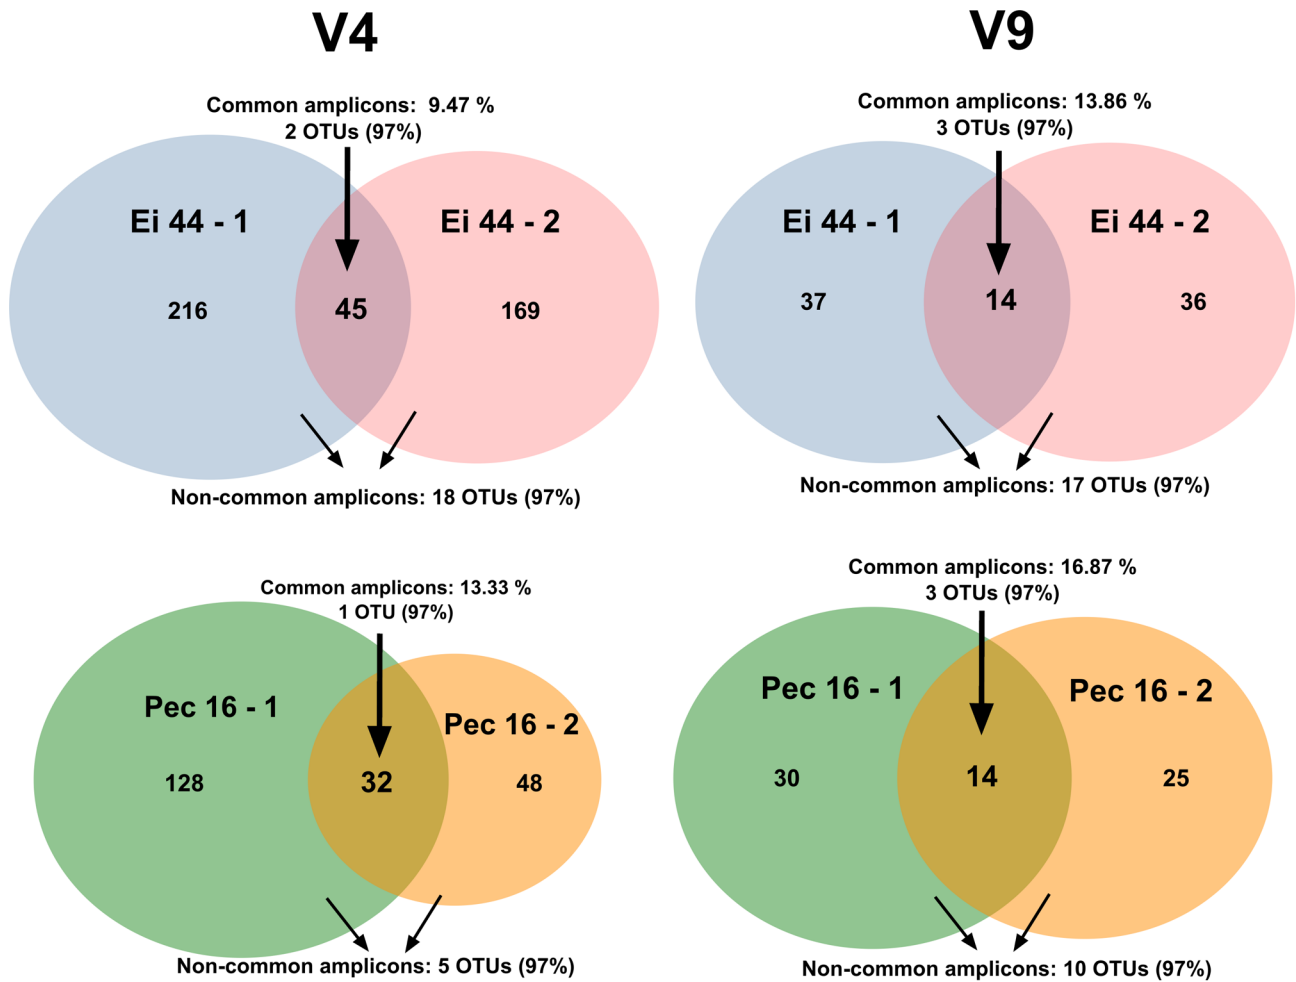 V4
Common amplicons:  9.47 %
2 OTUs (97%)
Ei 44 - 1
Ei 44 - 2
216
45
169
Non-common amplicons: 18 OTUs (97%)
V9
Common amplicons: 13.86 %
3 OTUs (97%)
Ei 44 - 1
Ei 44 - 2
37
14
36
Non-common amplicons: 17 OTUs (97%)
Common amplicons: 13.33 %
1 OTU (97%)
Pec 16 - 1
Pec 16 - 2
128
32
48
Non-common amplicons: 5 OTUs (97%)
Common amplicons: 16.87 %
3 OTUs (97%)
Pec 16 - 1
Pec 16 - 2
30
14
25
Non-common amplicons: 10 OTUs (97%)